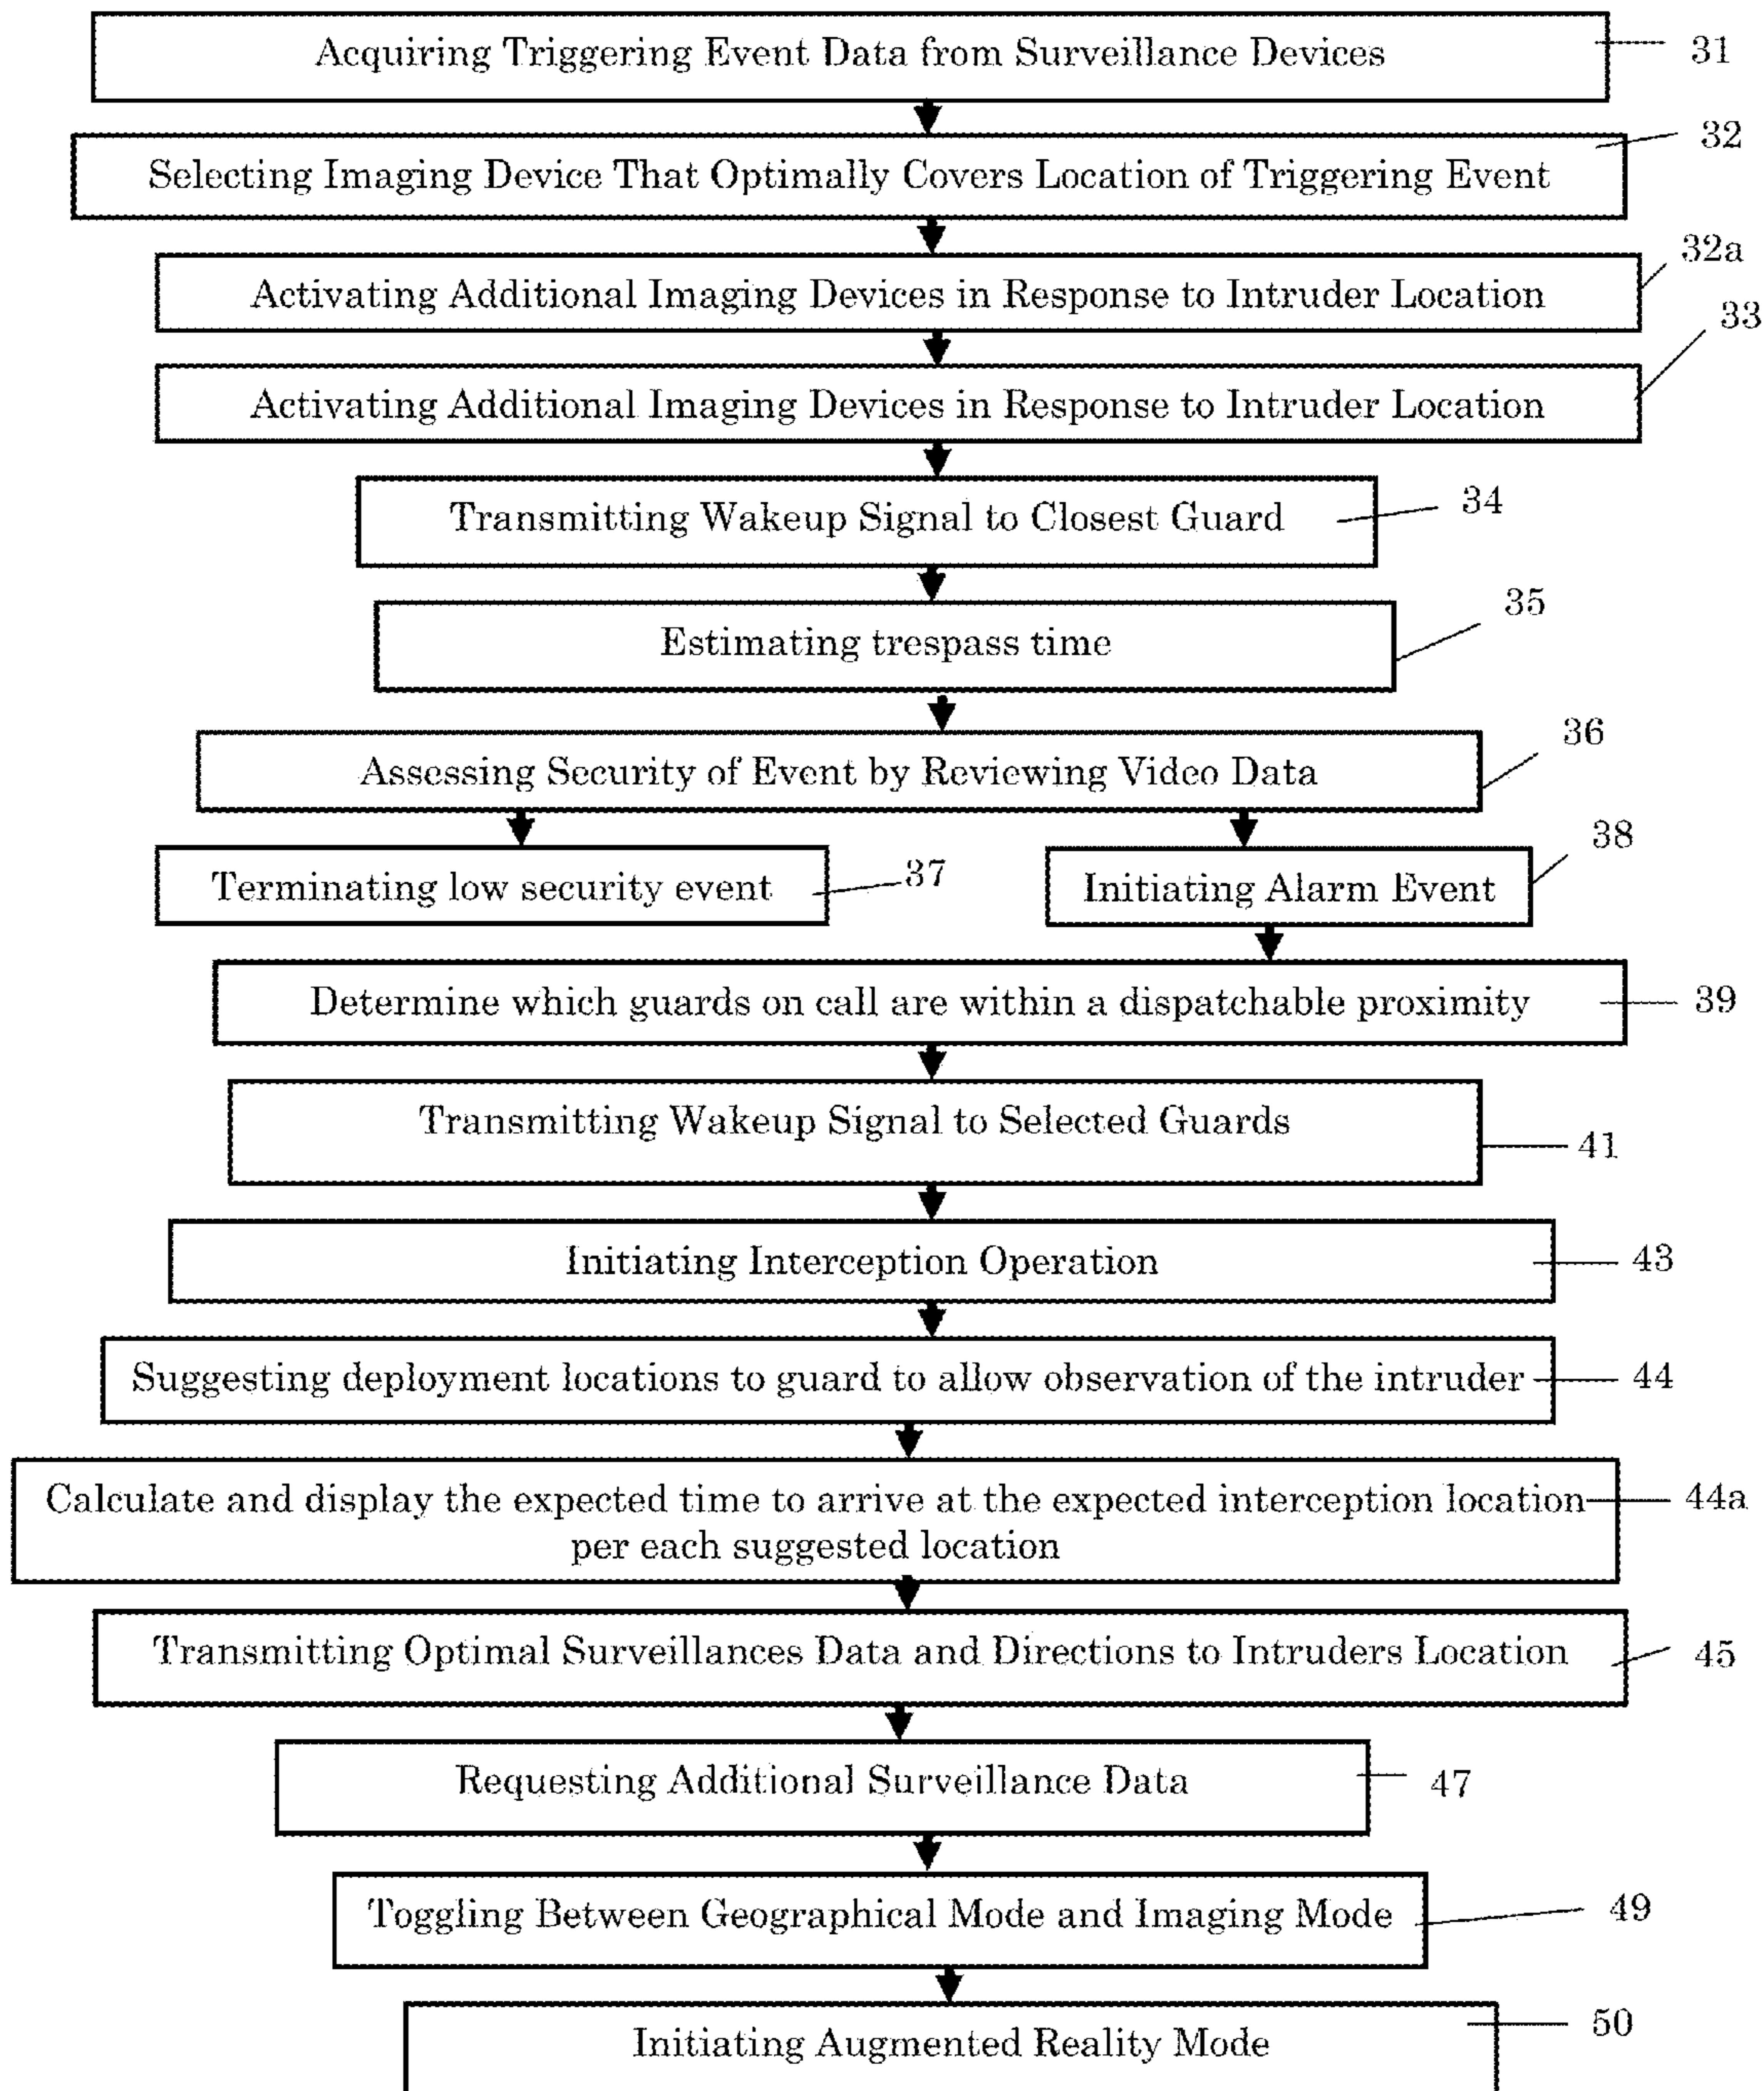 Acquiring Triggering Event Data from Surveillance Devices
31
32
Selecting Imaging Device That Optimally Covers Location of Triggering Event
32a
Activating Additional Imaging Devices in Response to Intruder Location
33
Activating Additional Imaging Devices in Response to Intruder Location
Transmitting Wakeup Signal to Closest Guard
34
35
Estimating trespass time
36
Assessing Security of Event by Reviewing Video Data
Terminating low security event
37
38
Initiating Alarm Event
Determine which guards on call are within a dispatchable proximity
39
Transmitting Wakeup Signal to Selected Guards
41
Initiating Interception Operation
43
Suggesting deployment locations to guard to allow observation of the intruder
44
Calculate and display the expected time to arrive at the expected interception location
44a
per each suggested location
Transmitting Optimal Surveillances Data and Directions to Intruders Location
45
Requesting Additional Surveillance Data
47
Toggling Between Geographical Mode and Imaging Mode
49
Initiating Augmented Reality Mode
50